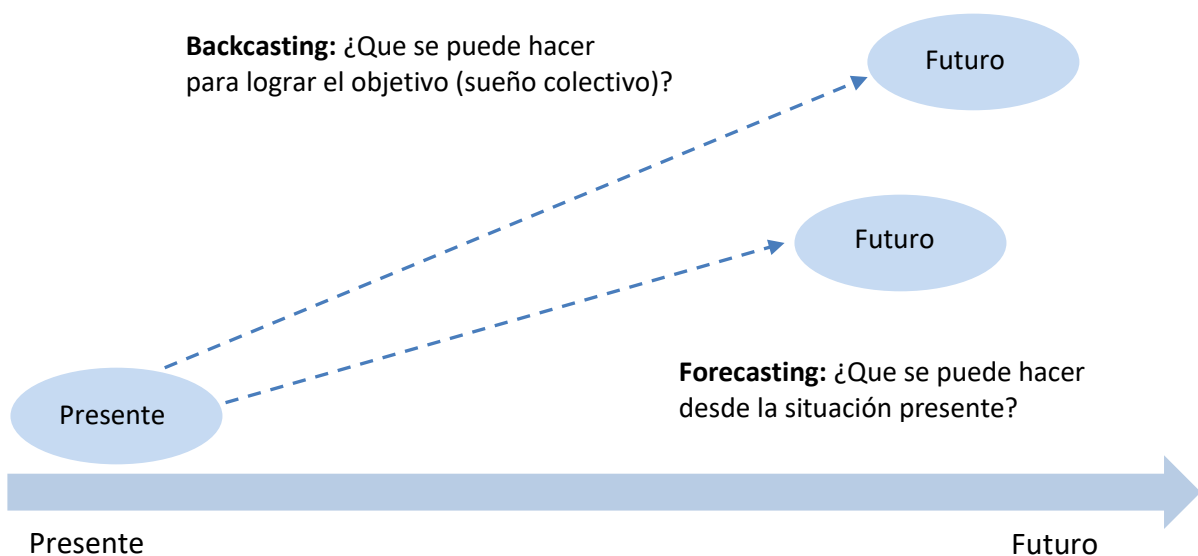 Backcasting: ¿Que se puede hacer
para lograr el objetivo (sueño colectivo)?
Futuro
Futuro
Forecasting: ¿Que se puede hacer
desde la situación presente?
Presente
Presente
Futuro